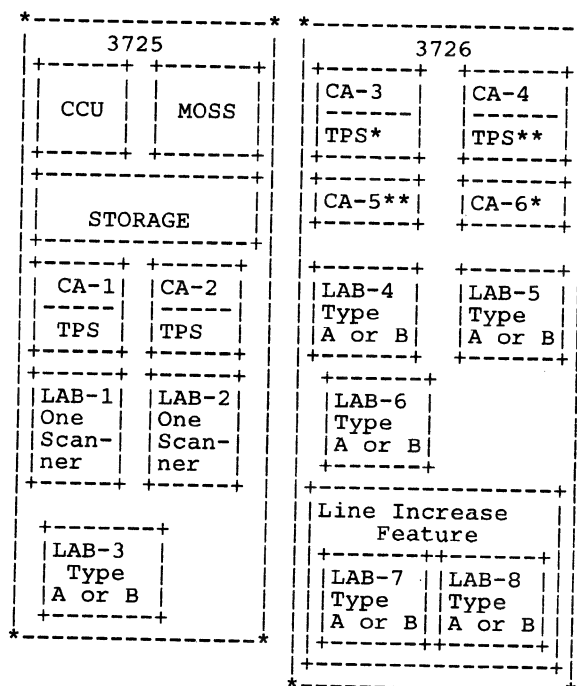 3725
CCU
MOSS
STORAGE
CA-1
TPS
CA-2
TPS
LAB-1
One
Scan-
ner
LAB-2
One
Scan-
ner
LAB-3
Type
A or B
3726
CA-3
TPS*
CA-4
TPS**
CA-5**
CA-6*
LAB-4
Type
A or B
LAB-5
Type
A or B
LAB-6
Type
A or B
Line Increase
Feature
LAB-7
Type
A or B
LAB-8
Type
A or B